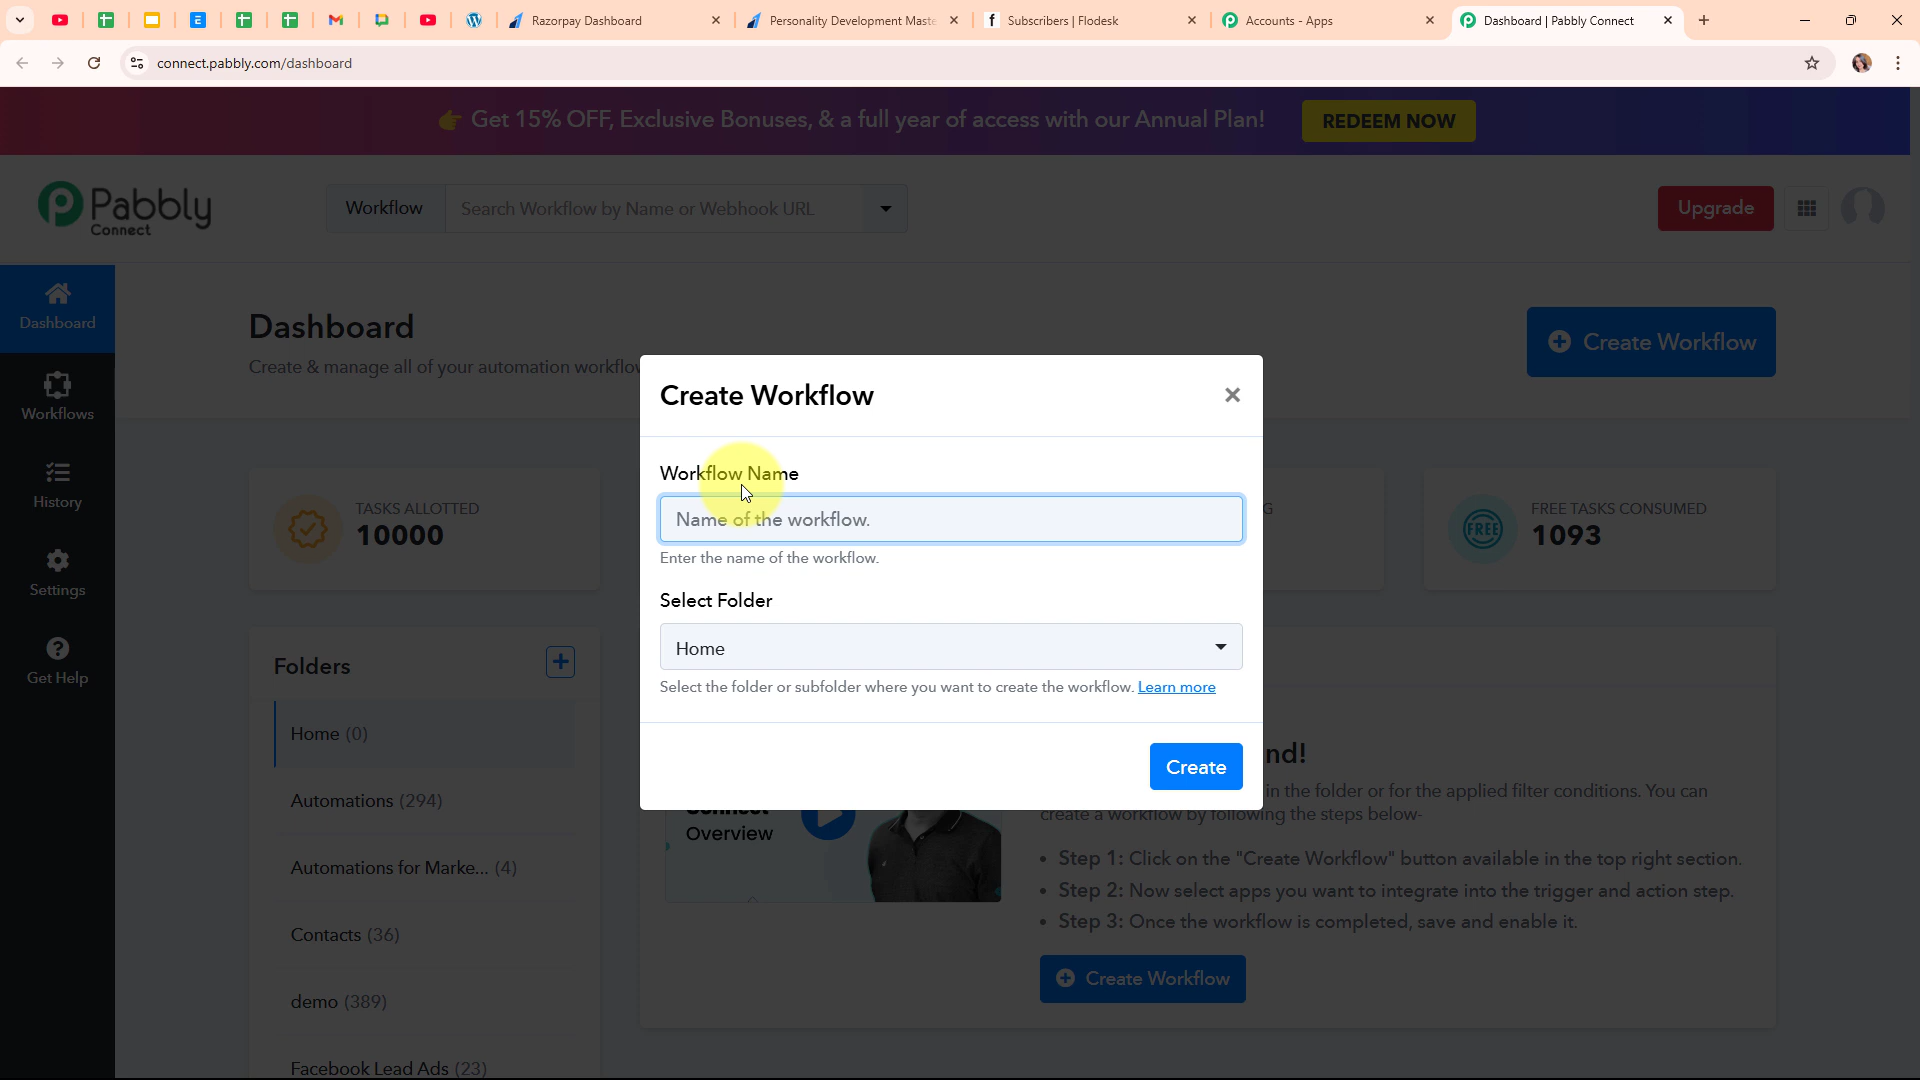 Razorpay Dashboard
Personality Development Maste
Subscribers | Flodesk
Accounts - Apps
Dashboard | Pabbly Connect
connect.pabbly.com/dashboard
👉 Get 15% OFF, Exclusive Bonuses, & a full year of access with our Annual Plan!
REDEEM NOW
Pabbly
Connect
Workflow
Search Workflow by Name or Webhook URL
Upgrade
Dashboard
Workflows
History
Settings
Get Help
Dashboard
Create & manage all of your automation workflow
Create Workflow
TASKS ALLOTTED
10000
G
FREE
FREE TASKS CONSUMED
1093
Create Workflow
Workflow Name
Name of the workflow.
Enter the name of the workflow.
Select Folder
Home
Select the folder or subfolder where you want to create the workflow. Learn more
Create
Folders
Home (0)
Automations (294)
Automations for Marke... (4)
Contacts (36)
demo (389)
Facebook Lead Ads (23)
Connect
Overview
nd!
in the folder or for the applied filter conditions. You can
create a workflow by following the steps below-
• Step 1: Click on the "Create Workflow" button available in the top right section.
• Step 2: Now select apps you want to integrate into the trigger and action step.
• Step 3: Once the workflow is completed, save and enable it.
Create Workflow